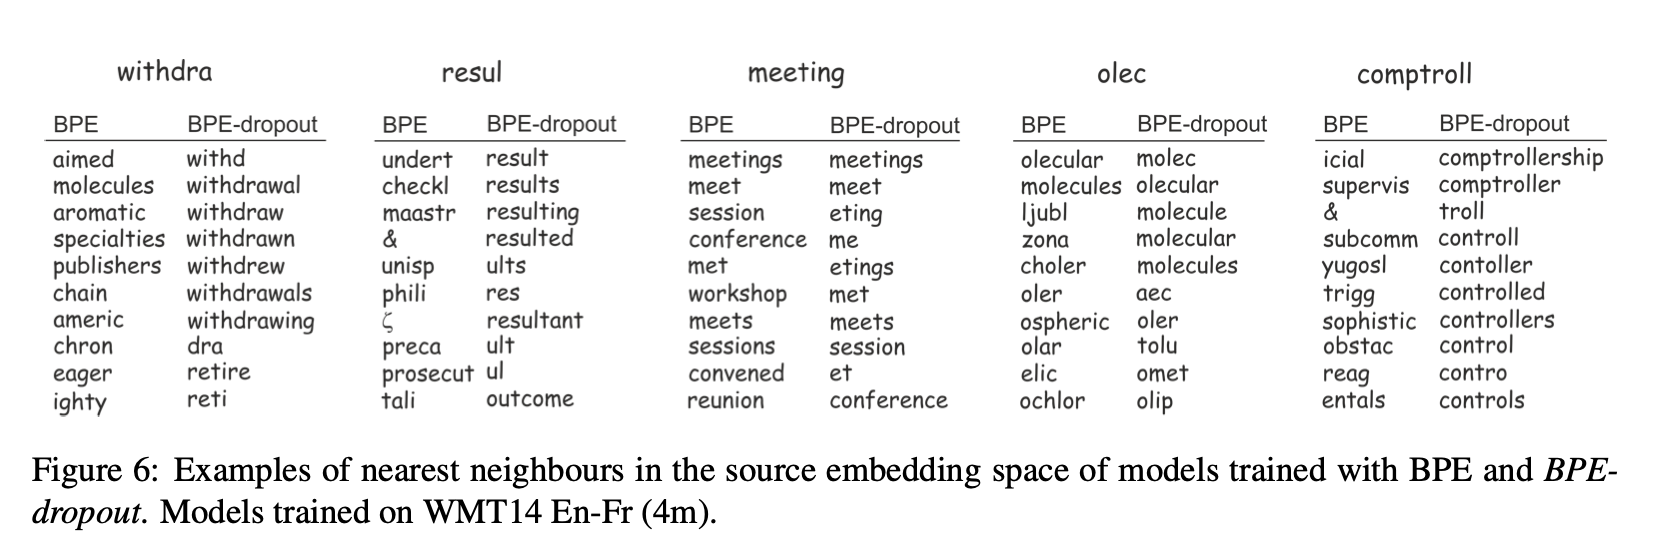 withdra resul meeting olec comptroll
BPE BPE-dropout BPE BPE-dropout BPE BPE-dropout BPE BPE-dropout BPE BPE-dropout
aimed withd undert result meetings meetings olecular molec icial comptrollership
molecules withdrawal checkl results meet meet molecules olecular supervis comptroller
aromatic withdraw maastr resulting session eting ljubl molecule & troll
specialties withdrawn & resulted conference me zona molecular subcomm controll
publishers withdrew unisp ults met etings choler molecules yugosl contoller
chain withdrawals phili res workshop met oler aec trigg controlled
americ withdrawing ζ resultant meets meets ospheric oler sophistic controllers
chron dra preca ult sessions session olar tolu obstac control
eager retire prosecut ul convened et elic omet reag contro
ighty reti tali outcome reunion conference ochlor olip entals controls
Figure 6: Examples of nearest neighbours in the source embedding space of models trained with BPE and BPE-
dropout. Models trained on WMT14 En-Fr (4m).